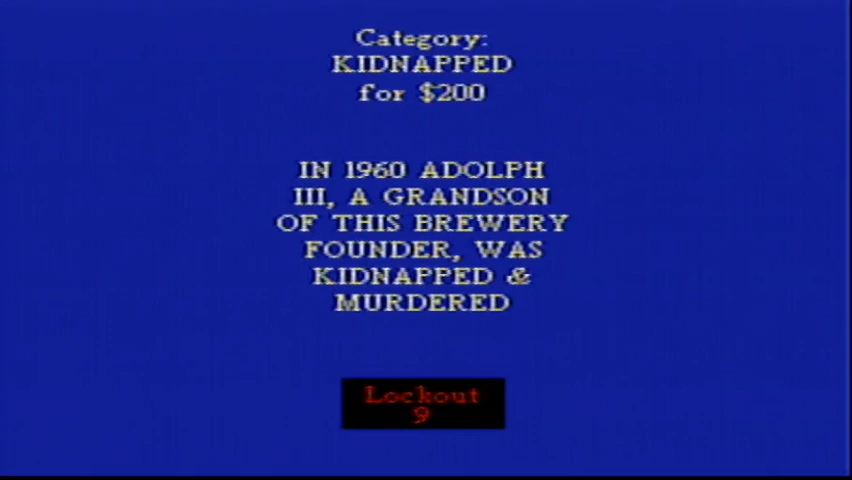 Category:
KIDNAPPED
for $200
IN 1960 ADOLPH
III, A GRANDSON
OF THIS BREWERY
FOUNDER, WAS
KIDNAPPED &
MURDERED
Lockout
9